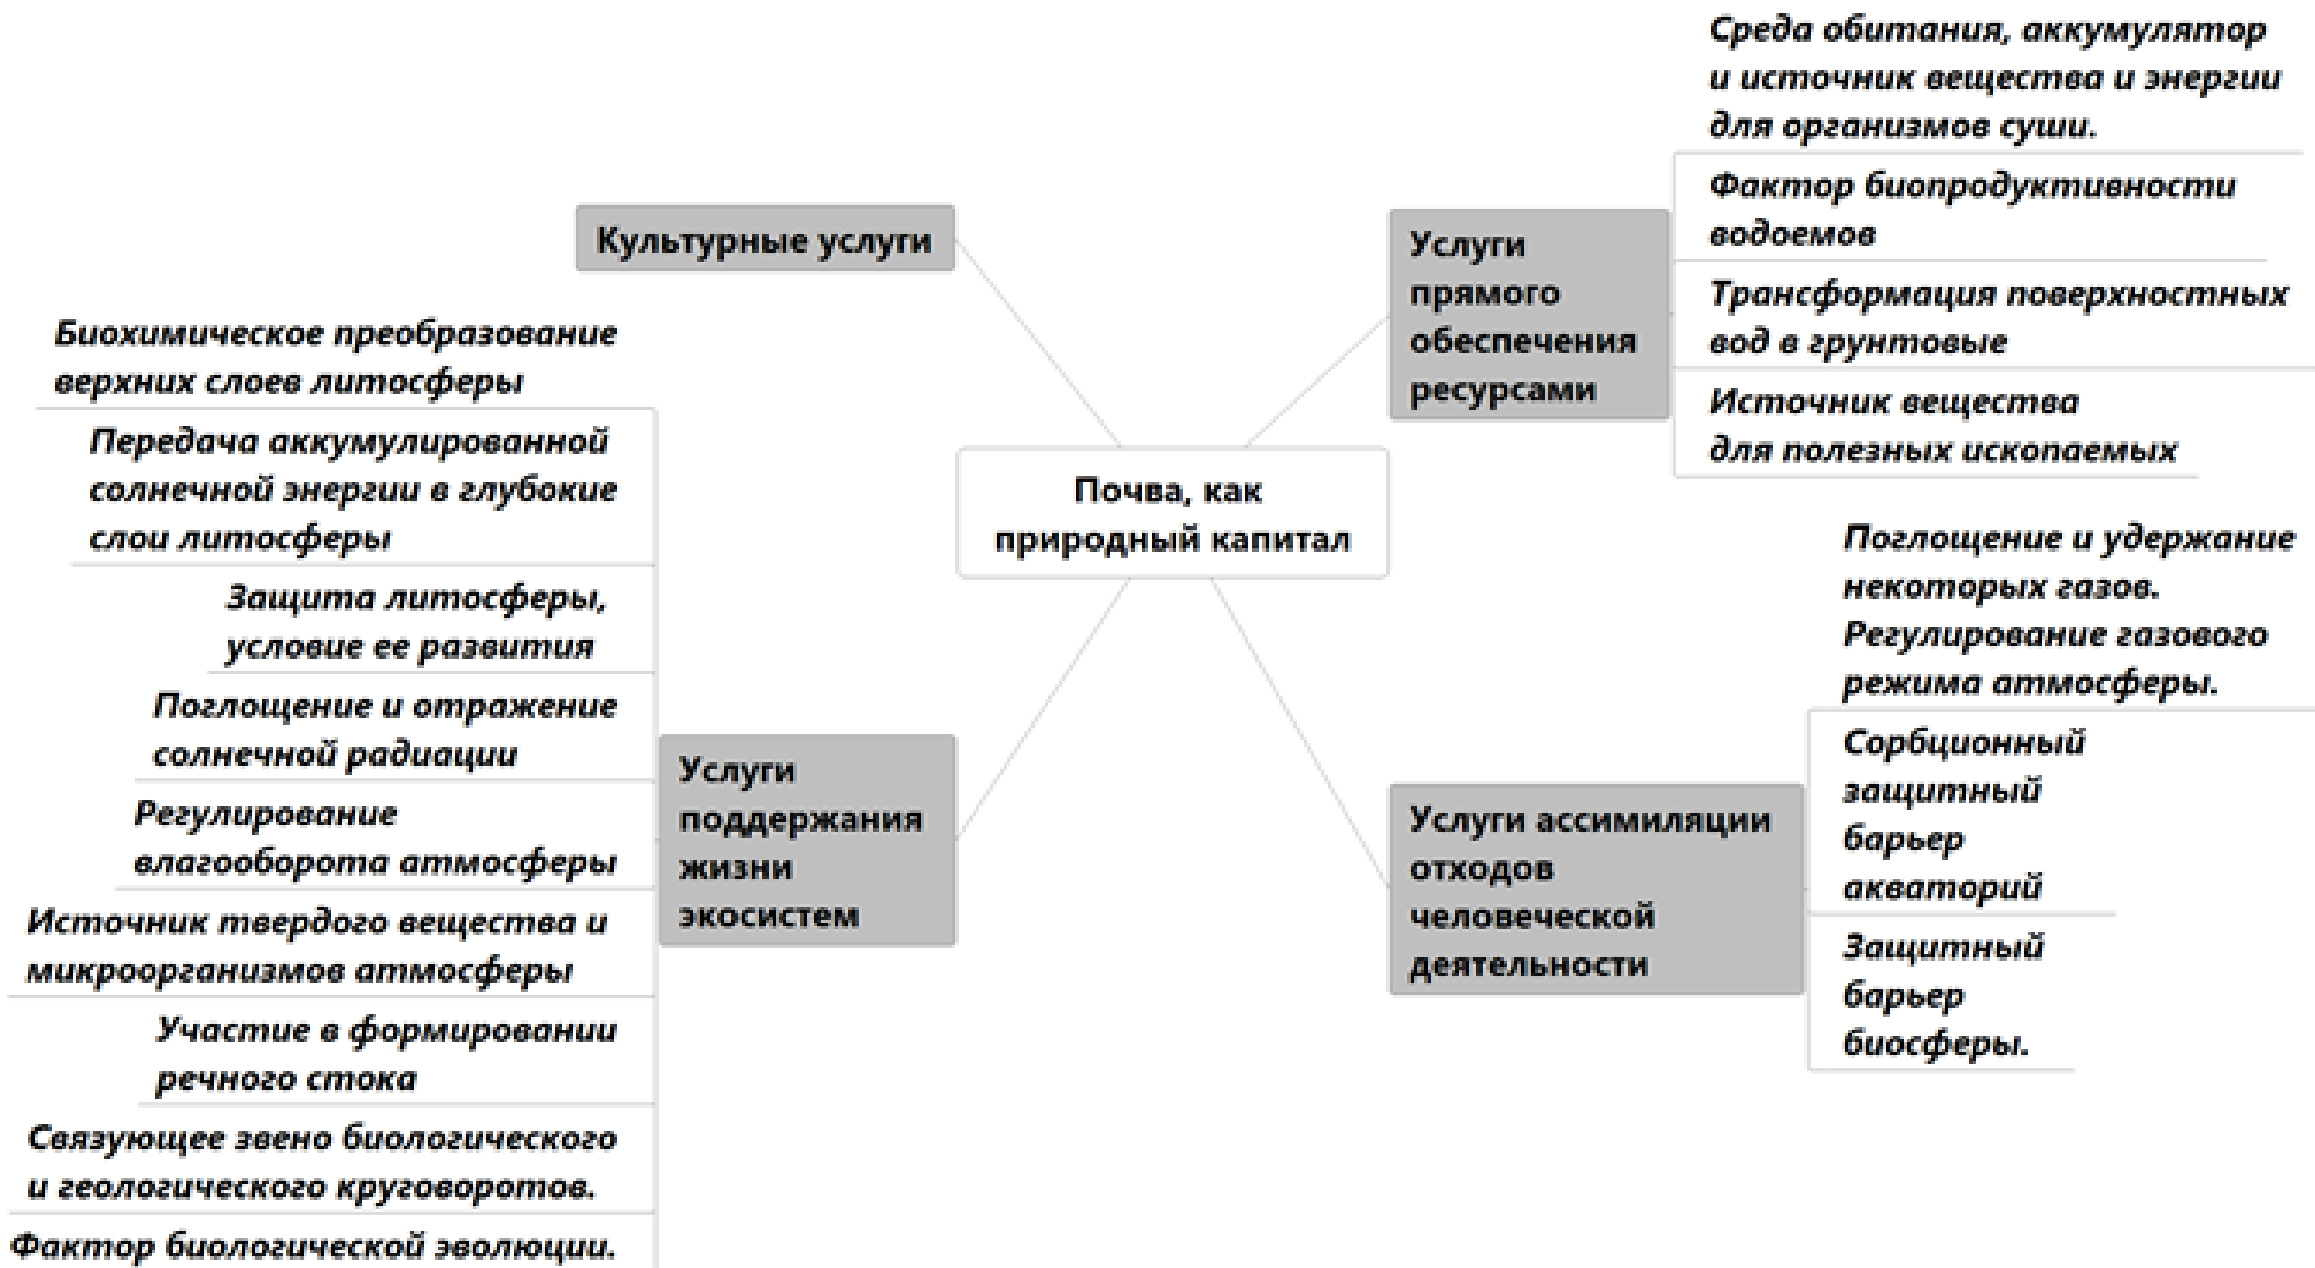 Почва, как
природный капитал
Культурные услуги
Услуги
прямого
обеспечения
ресурсами
Среда обитания, аккумулятор
и источник вещества и энергии
для организмов суши.
Фактор биопродуктивности
водоемов
Трансформация поверхностных
вод в грунтовые
Источник вещества
для полезных ископаемых
Услуги ассимиляции
отходов
человеческой
деятельности
Поглощение и удержание
некоторых газов.
Регулирование газового
режима атмосферы.
Сорбционный
защитный
барьер
акваторий
Защитный
барьер
биосферы.
Услуги
поддержания
жизни
экосистем
Биохимическое преобразование
верхних слоев литосферы
Передача аккумулированной
солнечной энергии в глубокие
слои литосферы
Защита литосферы,
условие ее развития
Поглощение и отражение
солнечной радиации
Регулирование
влагооборота атмосферы
Источник твердого вещества и
микроорганизмов атмосферы
Участие в формировании
речного стока
Связующее звено биологического
и геологического круговоротов.
Фактор биологической эволюции.